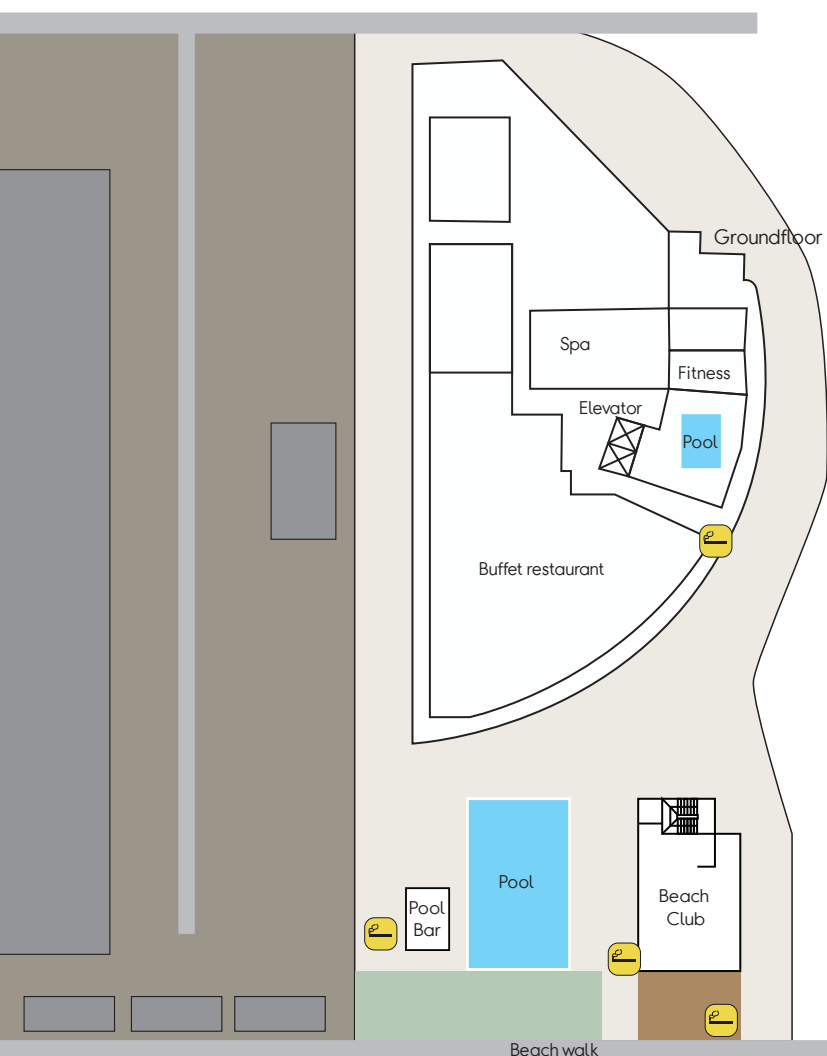 Groundfloor
Spa
Fitness
Elevator
Pool
Buffet restaurant
Pool
Pool
Bar
Beach
Club
Beach walk